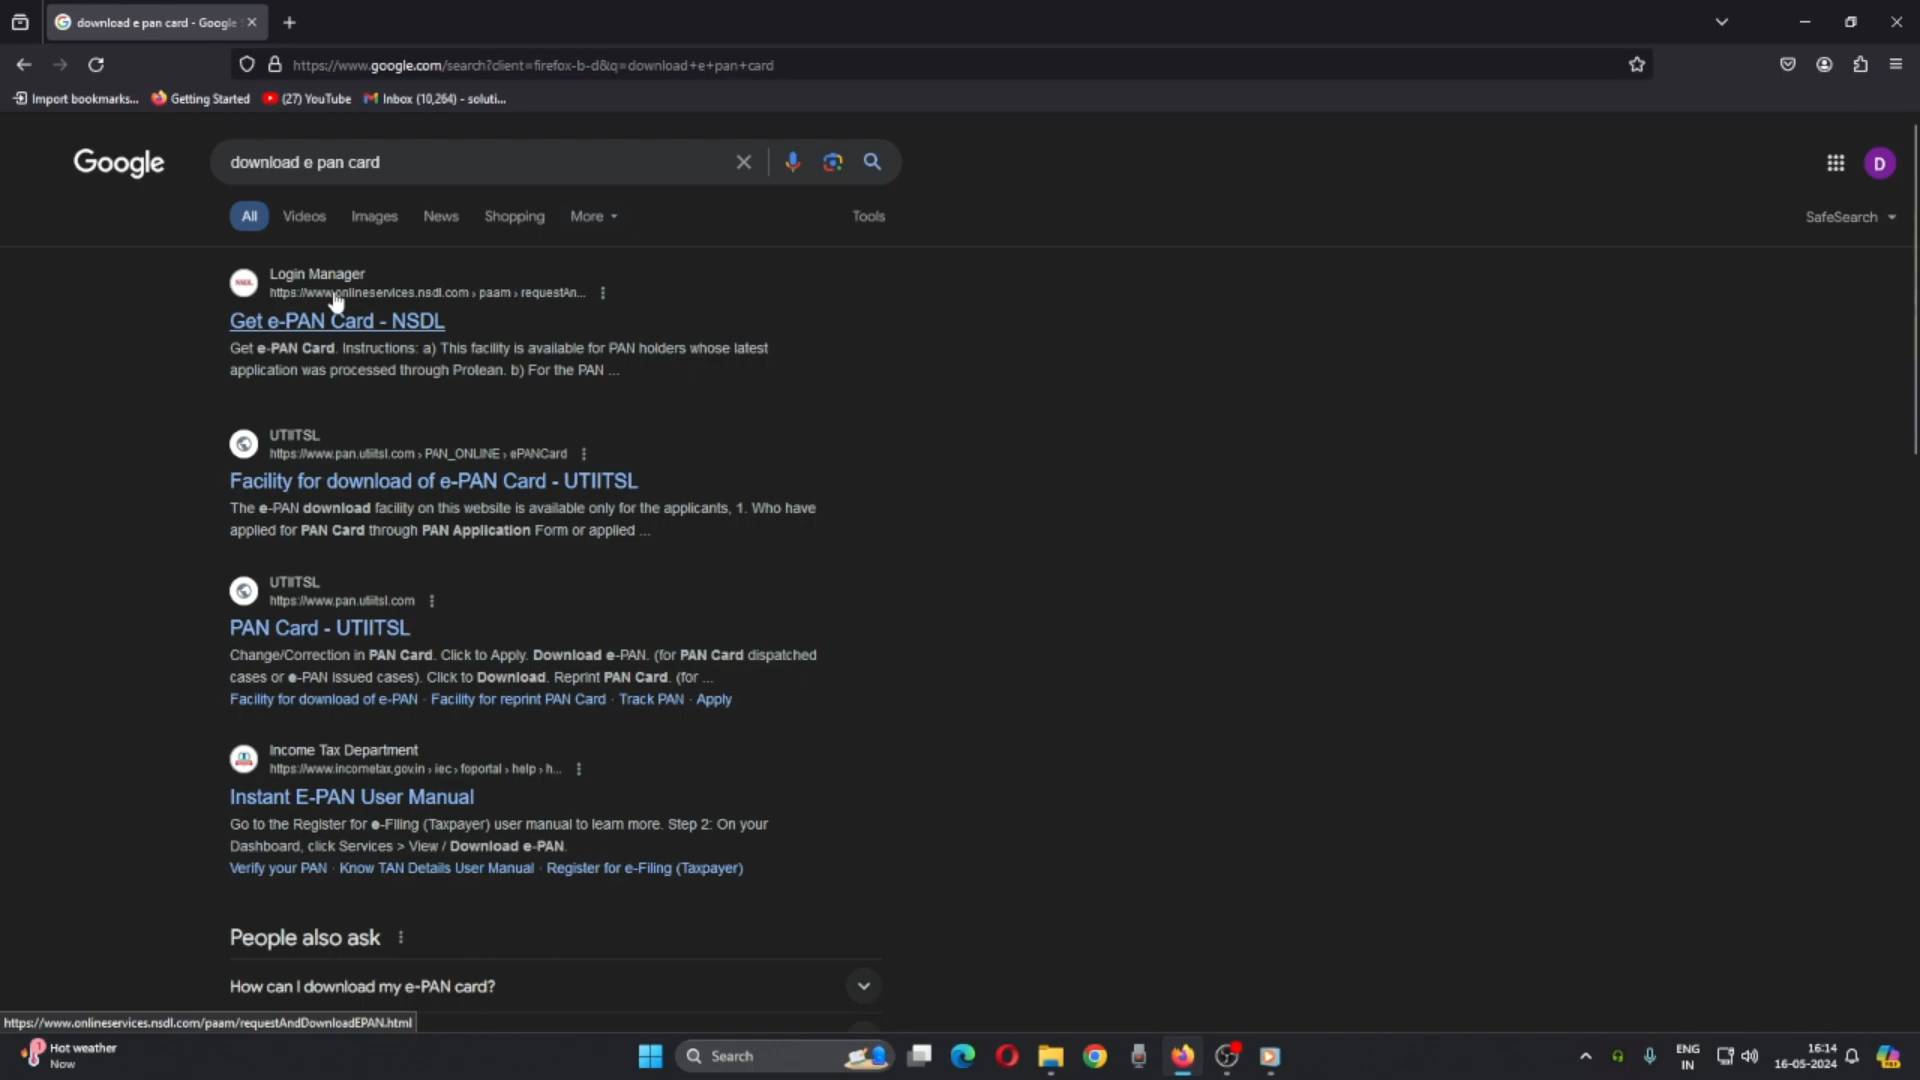 download e pan card - Google S
https://www.google.com/search?client=firefox-b-d&q=download+e+pan+card
Import bookmarks... Getting Started (27) YouTube Inbox (10,264) - soluti...
Google download e pan card
D
All Videos Images News Shopping More Tools SafeSearch
NSDL Login Manager
https://www.onlineservices.nsdl.com › paam › requestAn...
Get e-PAN Card - NSDL
Get e-PAN Card. Instructions: a) This facility is available for PAN holders whose latest
application was processed through Protean. b) For the PAN ...
UTIITSL
https://www.pan.utiitsl.com › PAN_ONLINE › ePANCard
Facility for download of e-PAN Card - UTIITSL
The e-PAN download facility on this website is available only for the applicants, 1. Who have
applied for PAN Card through PAN Application Form or applied ...
UTIITSL
https://www.pan.utiitsl.com
PAN Card - UTIITSL
Change/Correction in PAN Card. Click to Apply. Download e-PAN. (for PAN Card dispatched
cases or e-PAN issued cases). Click to Download. Reprint PAN Card. (for ...
Facility for download of e-PAN · Facility for reprint PAN Card · Track PAN · Apply
Income Tax Department
https://www.incometax.gov.in › iec › foportal › help › h...
Instant E-PAN User Manual
Go to the Register for e-Filing (Taxpayer) user manual to learn more. Step 2: On your
Dashboard, click Services > View / Download e-PAN.
Verify your PAN · Know TAN Details User Manual · Register for e-Filing (Taxpayer)
People also ask
How can I download my e-PAN card?
https://www.onlineservices.nsdl.com/paam/requestAndDownloadEPAN.html
1 Hot weather
Now
Search
ENG
IN
16:14
16-05-2024